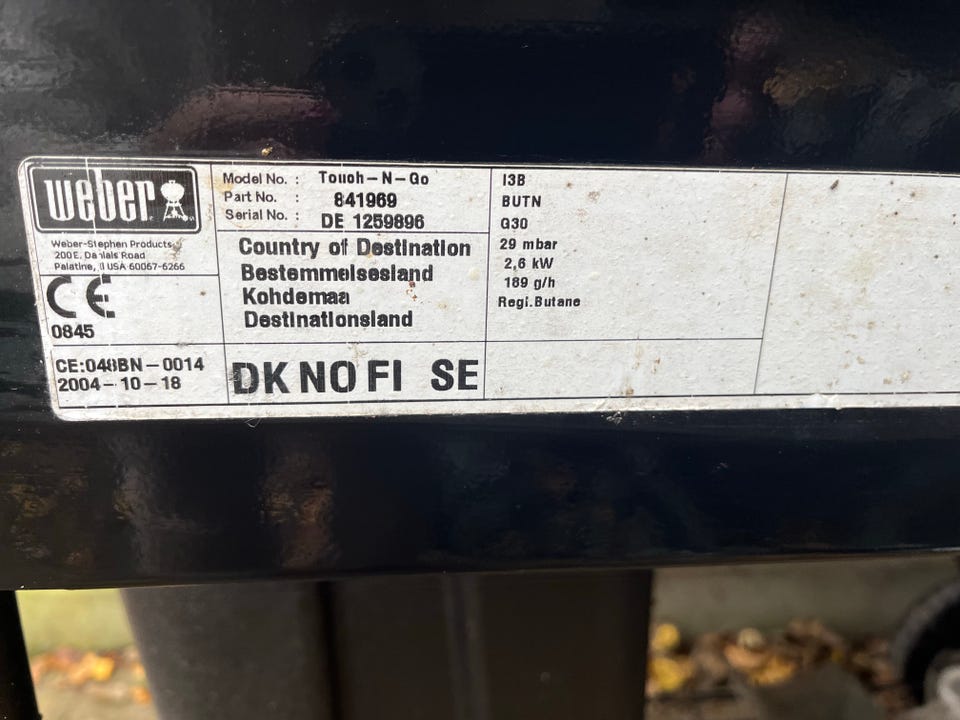 weber
Weber-Stephen Products
200 E. Daniels Road
Palatine, Il USA 60067-6266
CE
0845
CE:048BN-0014
2004-10-18
Model No. : Touch-N-Go
Part No. : 841969
Serial No. : DE 1259896
Country of Destination
Bestemmelsesland
Kohdemaa
Destinationsland
DK NO FI SE
I3B
BUTN
G30
29 mbar
2,6 kW
189 g/h
Regl.Butane